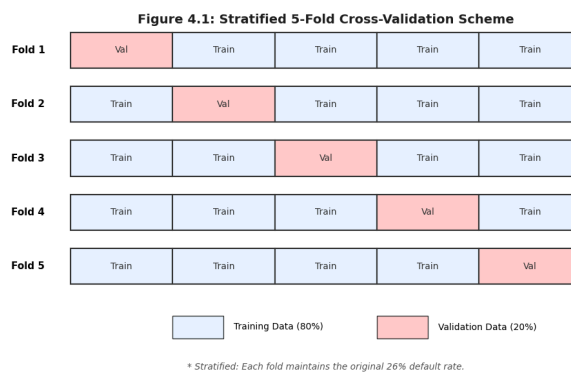 Figure 4.1: Stratified 5-Fold Cross-Validation Scheme
Fold 1 Val Train Train Train Train
Fold 2 Train Val Train Train Train
Fold 3 Train Train Val Train Train
Fold 4 Train Train Train Val Train
Fold 5 Train Train Train Train Val
Training Data (80%) Validation Data (20%)
* Stratified: Each fold maintains the original 26% default rate.